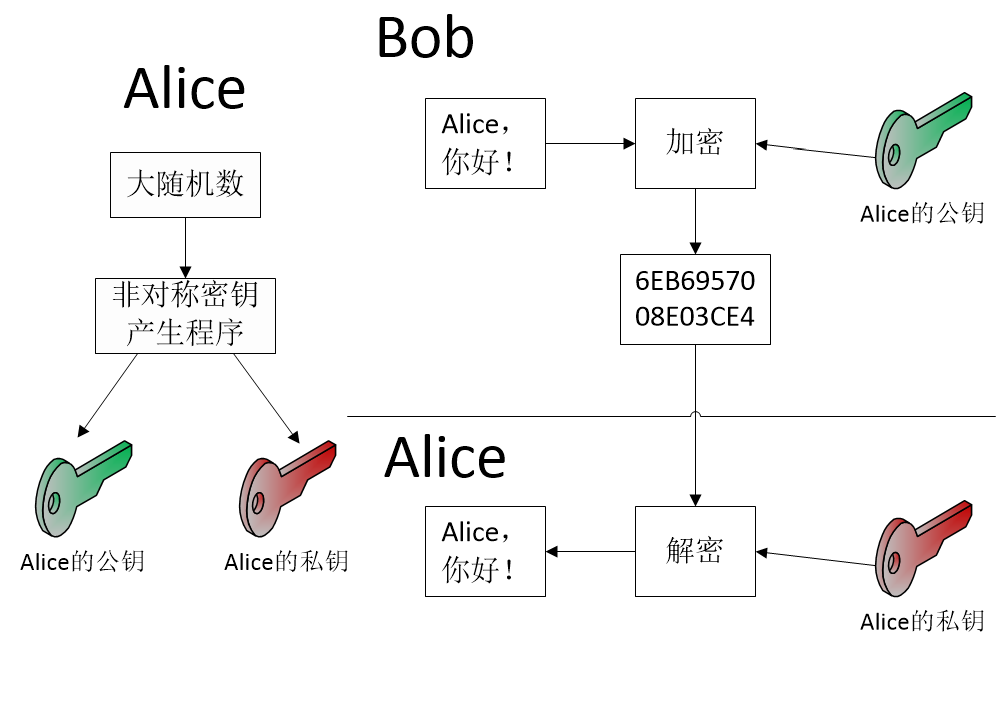 Alice
大随机数
非对称密钥
产生程序
Alice的公钥
Alice的私钥
Bob
Alice，
你好！
加密
Alice的公钥
6EB69570
08E03CE4
Alice
Alice，
你好！
解密
Alice的私钥